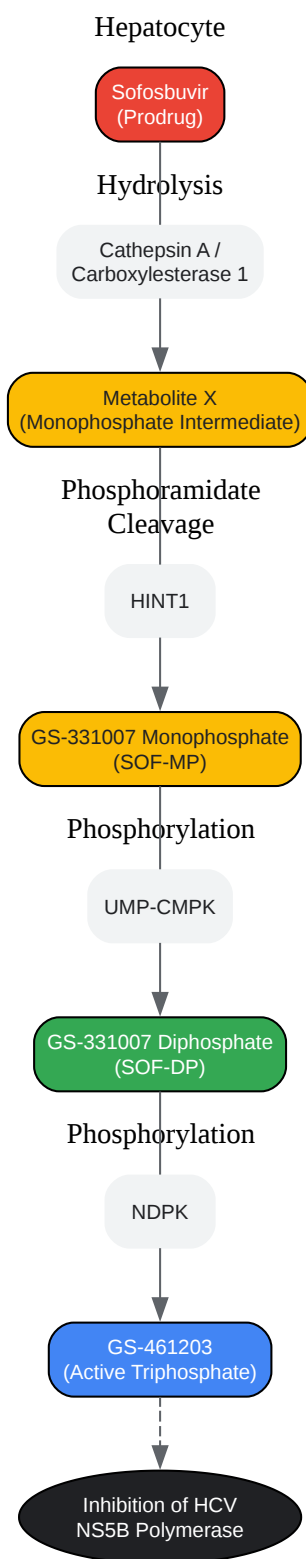 Hepatocyte
Sofosbuvir
(Prodrug)
Hydrolysis
Cathepsin A /
Carboxylesterase 1
Metabolite X
(Monophosphate Intermediate)
Phosphoramidate
Cleavage
HINT1
GS-331007 Monophosphate
(SOF-MP)
Phosphorylation
UMP-CMPK
GS-331007 Diphosphate
(SOF-DP)
Phosphorylation
NDPK
GS-461203
(Active Triphosphate)
Inhibition of HCV
NS5B Polymerase